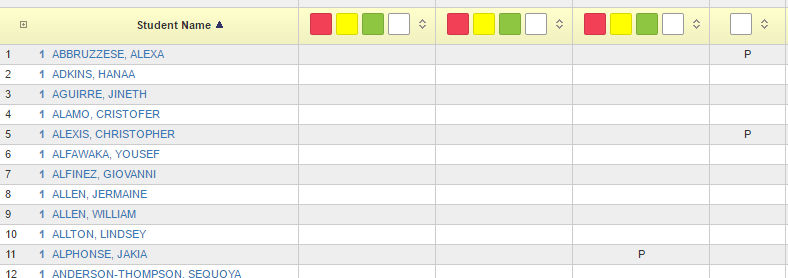 Student Name
1 1 ABBRUZZESE, ALEXA P
2 1 ADKINS, HANAA
3 1 AGUIRRE, JINETH
4 1 ALAMO, CRISTOFER
5 1 ALEXIS, CHRISTOPHER P
6 1 ALFAWAKA, YOUSEF
7 1 ALFINEZ, GIOVANNI
8 1 ALLEN, JERMAINE
9 1 ALLEN, WILLIAM
10 1 ALLTON, LINDSEY
11 1 ALPHONSE, JAKIA P
12 1 ANDERSON-THOMPSON, SEQUOYA